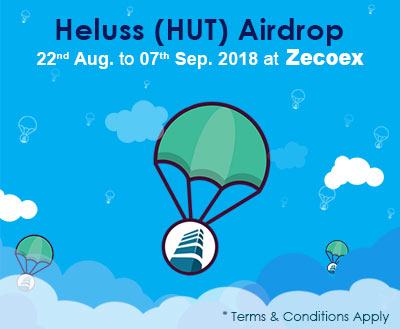 Heluss (HUT) Airdrop
22nd Aug. to 07th Sep. 2018 at Zecoex
* Terms & Conditions Apply